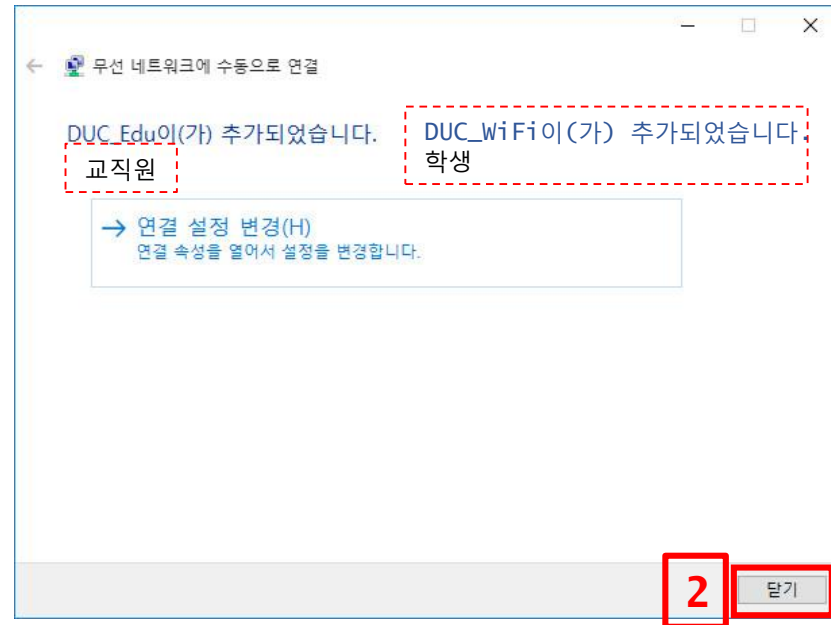 무선 네트워크에 수동으로 연결
DUC_Edu이(가) 추가되었습니다.
교직원
DUC_WiFi이(가) 추가되었습니다.
학생
→ 연결 설정 변경(H)
연결 속성을 열어서 설정을 변경합니다.
2
닫기